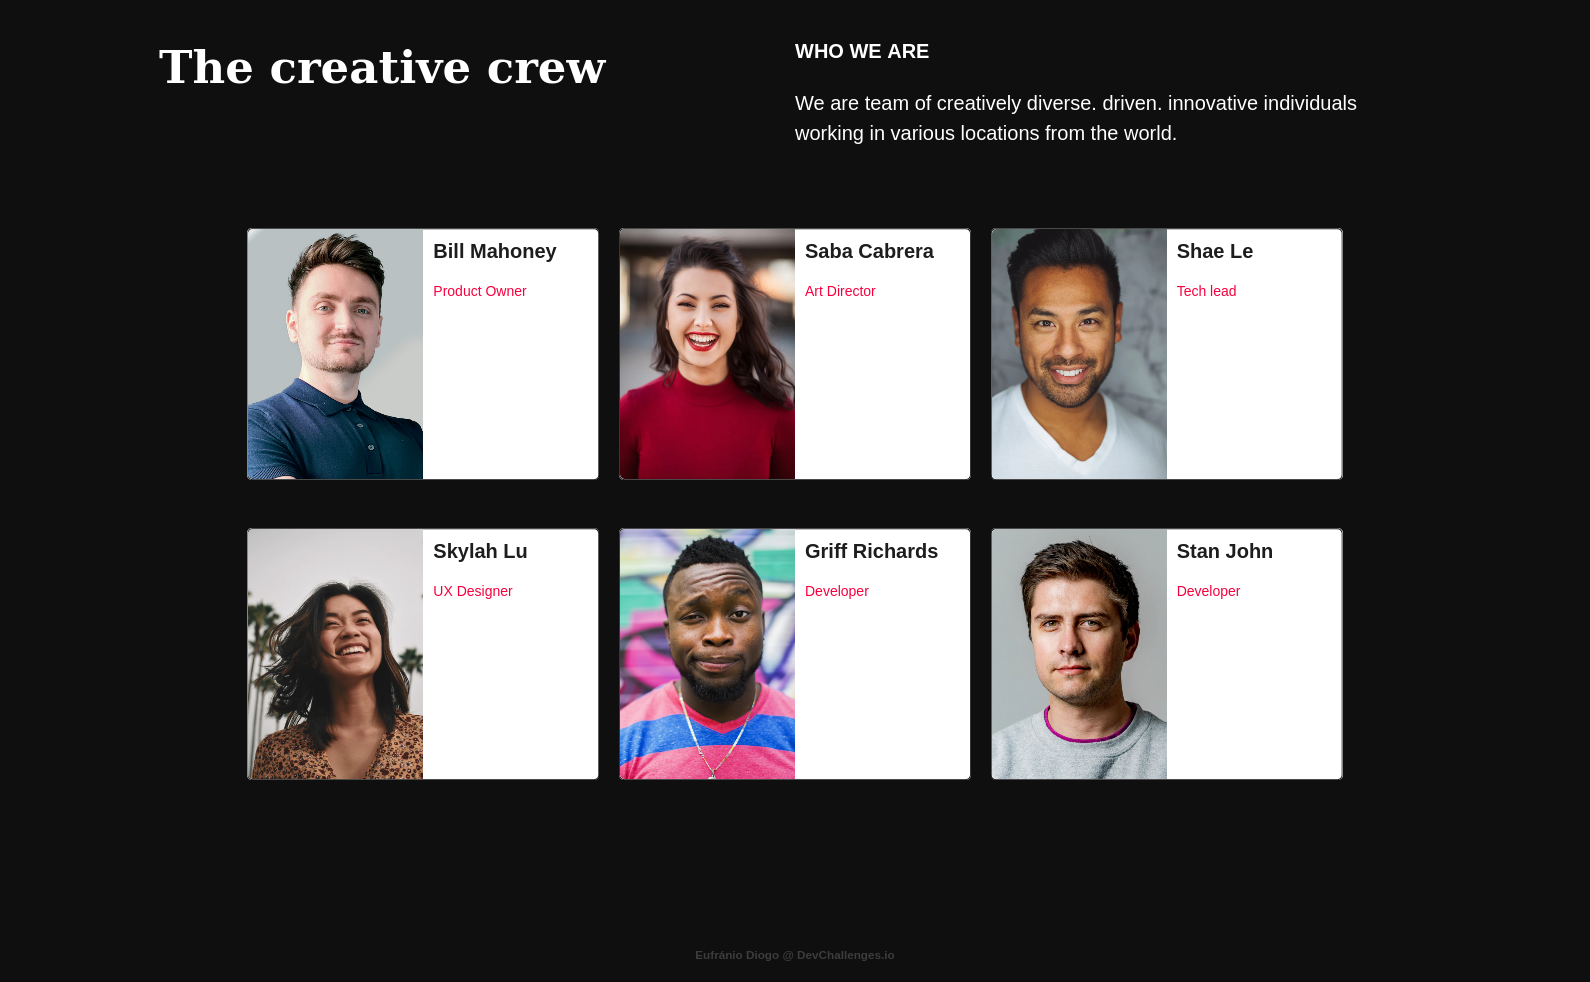 The creative crew
WHO WE ARE
We are team of creatively diverse. driven. innovative individuals
working in various locations from the world.
Bill Mahoney
Product Owner
Saba Cabrera
Art Director
Shae Le
Tech lead
Skylah Lu
UX Designer
Griff Richards
Developer
Stan John
Developer
Eufránio Diogo @ DevChallenges.io